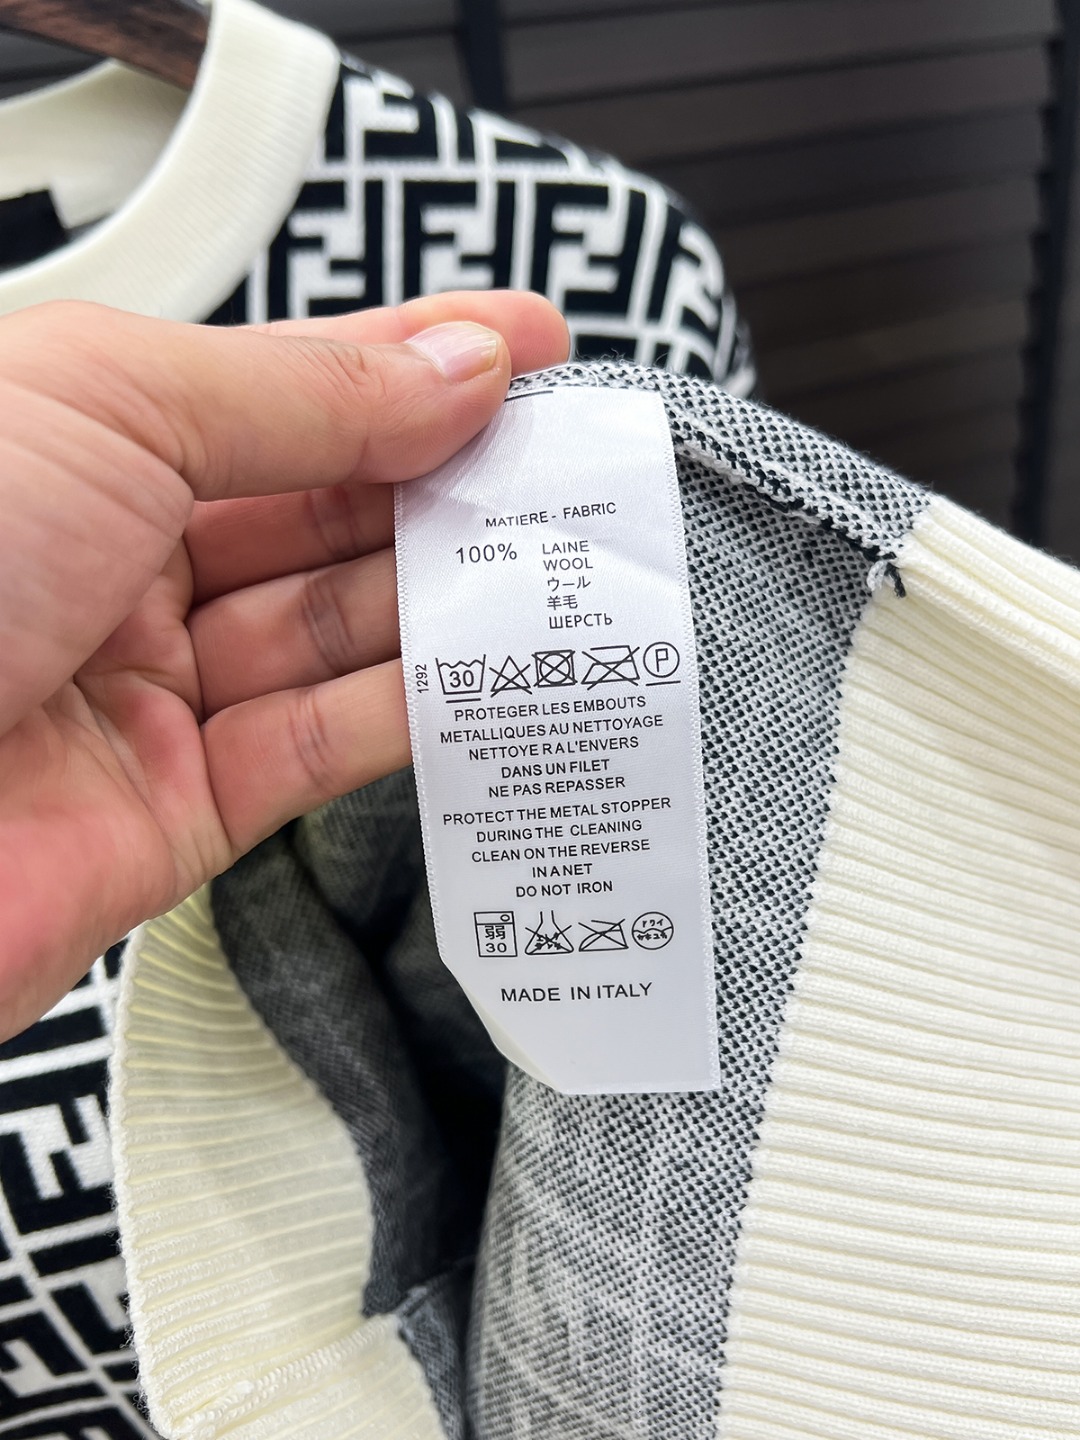 MATIERE - FABRIC
100% LAINE
WOOL
ウール
羊毛
ШЕРСТЬ
1292
30 P
PROTEGER LES EMBOUTS
METALLIQUES AU NETTOYAGE
NETTOYE R A L'ENVERS
DANS UN FILET
NE PAS REPASSER
PROTECT THE METAL STOPPER
DURING THE CLEANING
CLEAN ON THE REVERSE
IN A NET
DO NOT IRON
弱
30
MADE IN ITALY